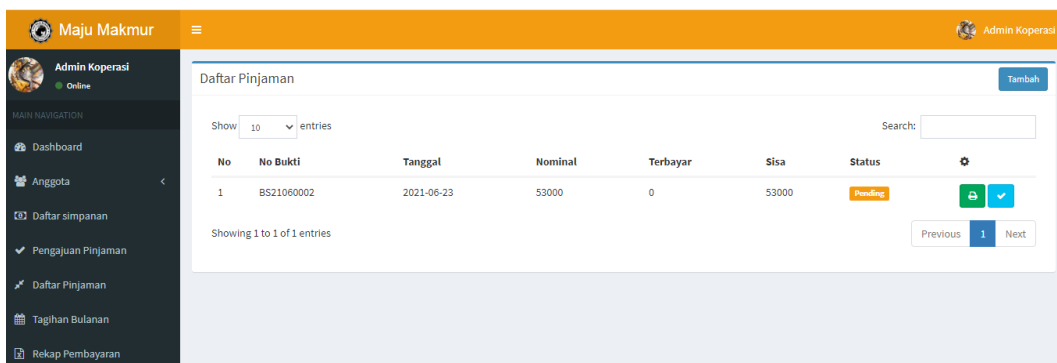 Maju Makmur
Admin Koperasi
Admin Koperasi
Online
MAIN NAVIGATION
Dashboard
Anggota
Daftar simpanan
Pengajuan Pinjaman
Daftar Pinjaman
Tagihan Bulanan
Rekap Pembayaran
Daftar Pinjaman
Tambah
Show 10 entries
Search:
No No Bukti Tanggal Nominal Terbayar Sisa Status
1 BS21060002 2021-06-23 53000 0 53000 Pending
Showing 1 to 1 of 1 entries
Previous 1 Next